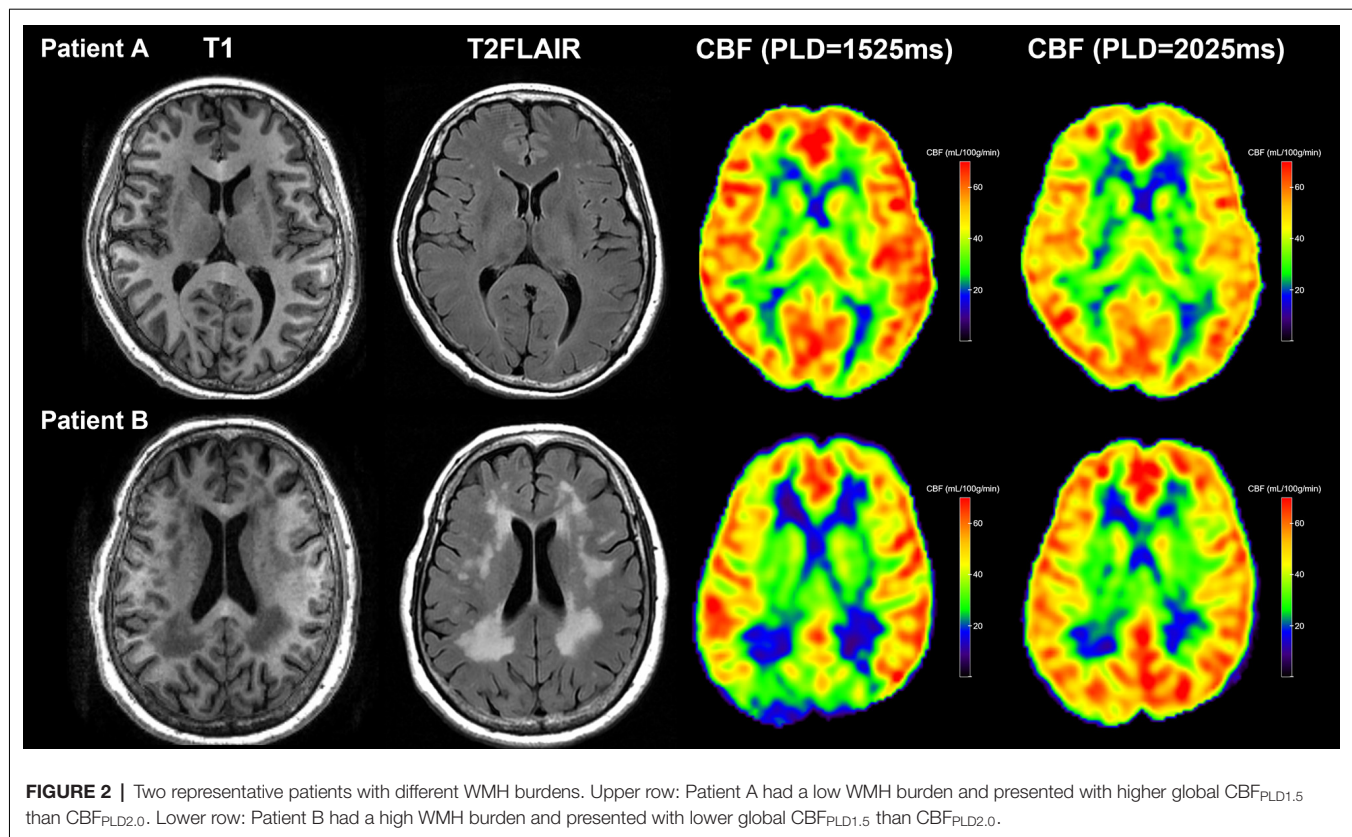 Patient A T1 T2FLAIR CBF (PLD=1525ms) CBF (PLD=2025ms)
CBF (mL/100g/min)
60
40
20
CBF (mL/100g/min)
60
40
20
Patient B
CBF (mL/100g/min)
60
40
20
CBF (mL/100g/min)
60
40
20
FIGURE 2 | Two representative patients with different WMH burdens. Upper row: Patient A had a low WMH burden and presented with higher global CBF_PLD1.5
than CBF_PLD2.0. Lower row: Patient B had a high WMH burden and presented with lower global CBF_PLD1.5 than CBF_PLD2.0.